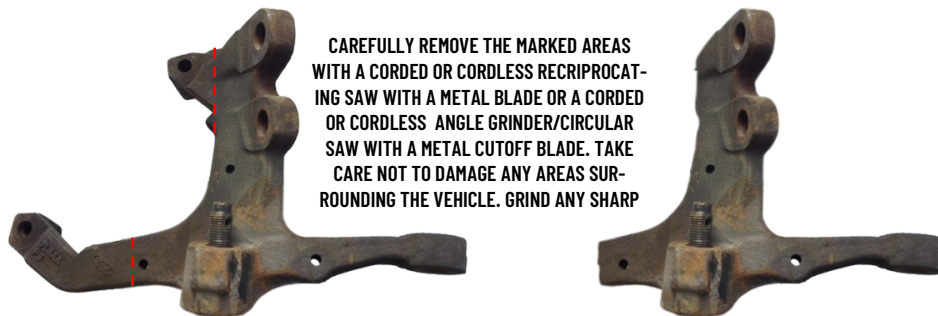 CAREFULLY REMOVE THE MARKED AREAS
WITH A CORDED OR CORDLESS RECRIPROCAT-
ING SAW WITH A METAL BLADE OR A CORDED
OR CORDLESS ANGLE GRINDER/CIRCULAR
SAW WITH A METAL CUTOFF BLADE. TAKE
CARE NOT TO DAMAGE ANY AREAS SUR-
ROUNDING THE VEHICLE. GRIND ANY SHARP